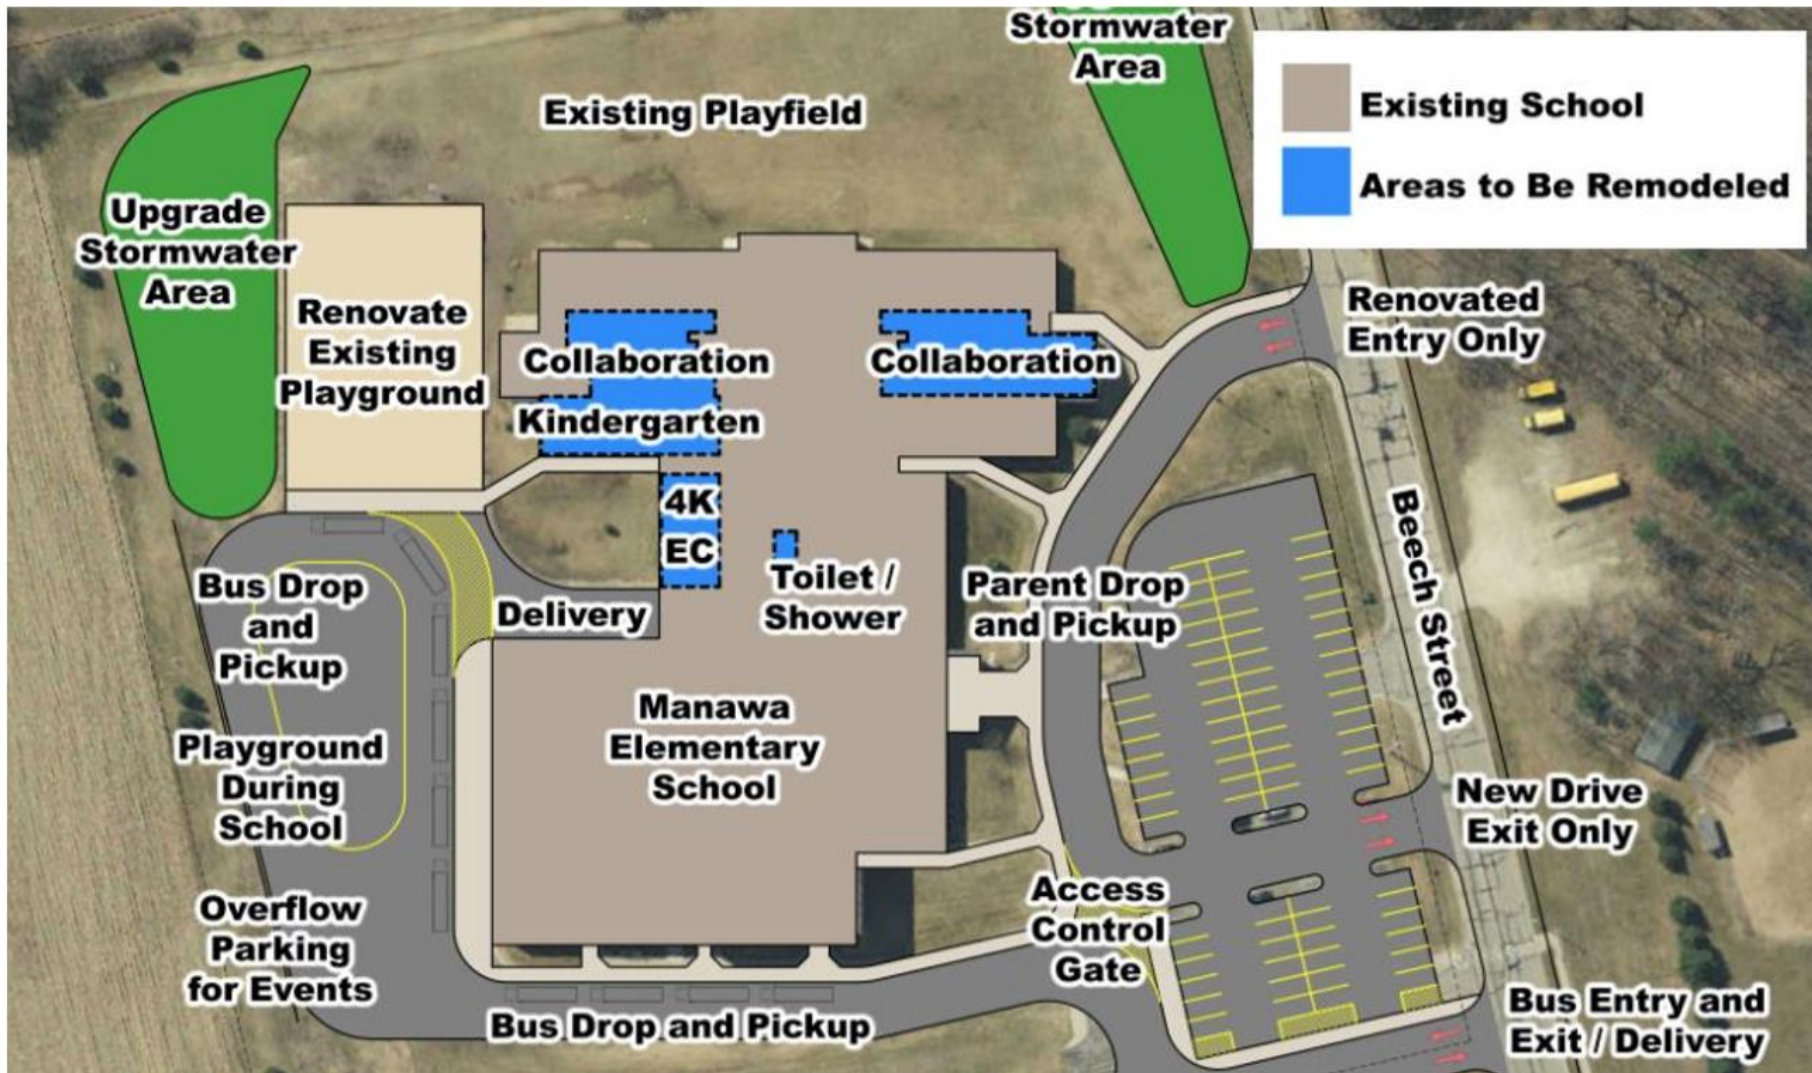 Stormwater
Area
Existing School
Areas to Be Remodeled
Existing Playfield
Upgrade
Stormwater
Area
Renovate
Existing
Playground
Collaboration
Collaboration
Kindergarten
4K
EC
Toilet /
Shower
Renovated
Entry Only
Beech Street
Bus Drop
and
Pickup
Delivery
Parent Drop
and Pickup
Playground
During
School
Manawa
Elementary
School
New Drive
Exit Only
Overflow
Parking
for Events
Access
Control
Gate
Bus Drop and Pickup
Bus Entry and
Exit / Delivery